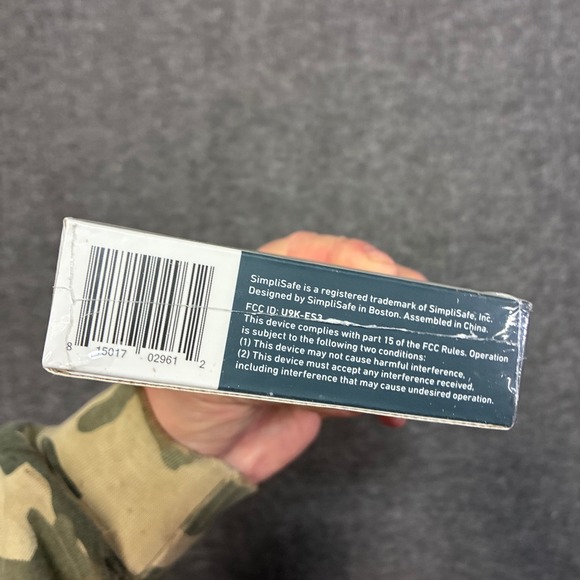 SimpliSafe is a registered trademark of SimpliSafe, Inc.
Designed by SimpliSafe in Boston. Assembled in China.
FCC ID: U9K-ES3
This device complies with part 15 of the FCC Rules. Operation
is subject to the following two conditions:
(1) This device may not cause harmful interference,
(2) This device must accept any interference received,
including interference that may cause undesired operation.
8 15017 02961 2